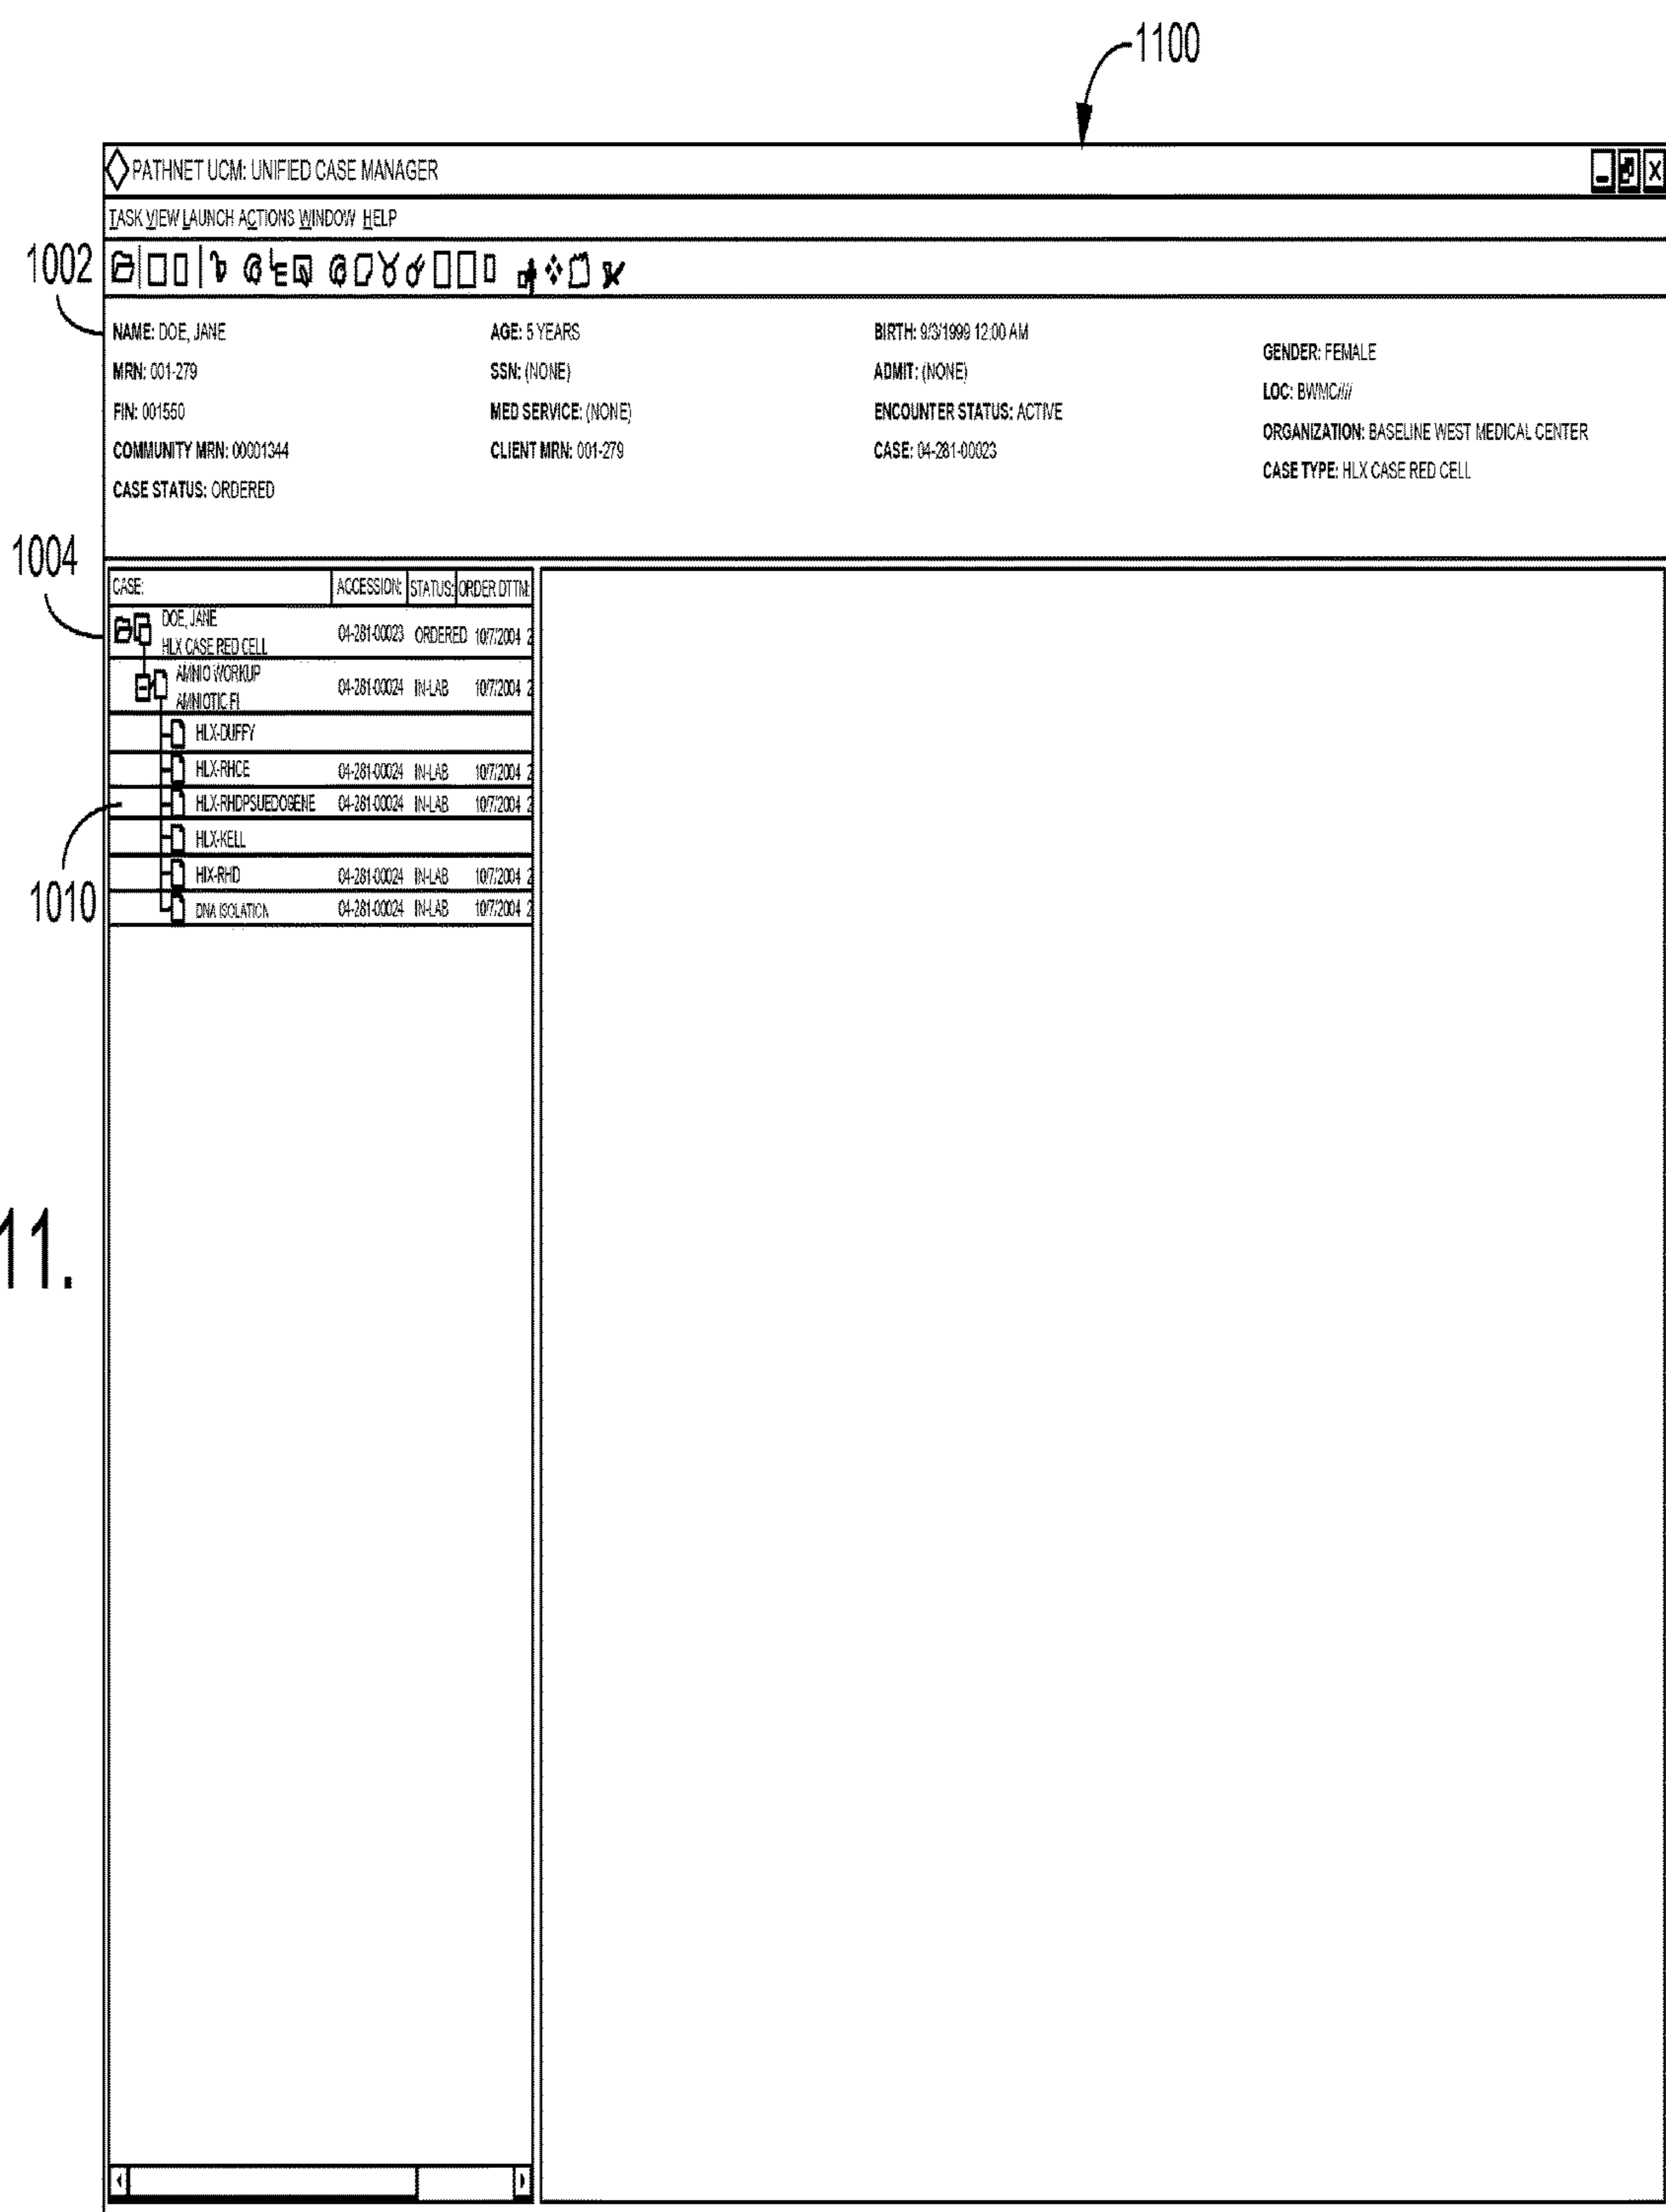 1100
PATHNET UCM: UNIFIED CASE MANAGER
TASK VIEW LAUNCH ACTIONS WINDOW HELP
1002
NAME: DOE, JANE AGE: 5 YEARS BIRTH: 9/3/1999 12:00 AM GENDER: FEMALE
MRN: 001-279 SSN: (NONE) ADMIT: (NONE) LOC: BWMC////
FIN: 001550 MED SERVICE: (NONE) ENCOUNTER STATUS: ACTIVE ORGANIZATION: BASELINE WEST MEDICAL CENTER
COMMUNITY MRN: 00001344 CLIENT MRN: 001-279 CASE: 04-281-00023 CASE TYPE: HLX CASE RED CELL
CASE STATUS: ORDERED
1004
CASE: ACCESSION: STATUS: ORDER DTTM:
DOE, JANE
HLX CASE RED CELL 04-281-00023 ORDERED 10/7/2004 2
AMNIO WORKUP
AMNIOTIC FI 04-281-00024 IN-LAB 10/7/2004 2
HLX-DUFFY
HLX-RHCE 04-281-00024 IN-LAB 10/7/2004 2
HLX-RHDPSUEDOGENE 04-281-00024 IN-LAB 10/7/2004 2
HLX-KELL
1010
HIX-RHD 04-281-00024 IN-LAB 10/7/2004 2
DNA ISOLATION 04-281-00024 IN-LAB 10/7/2004 2
11.